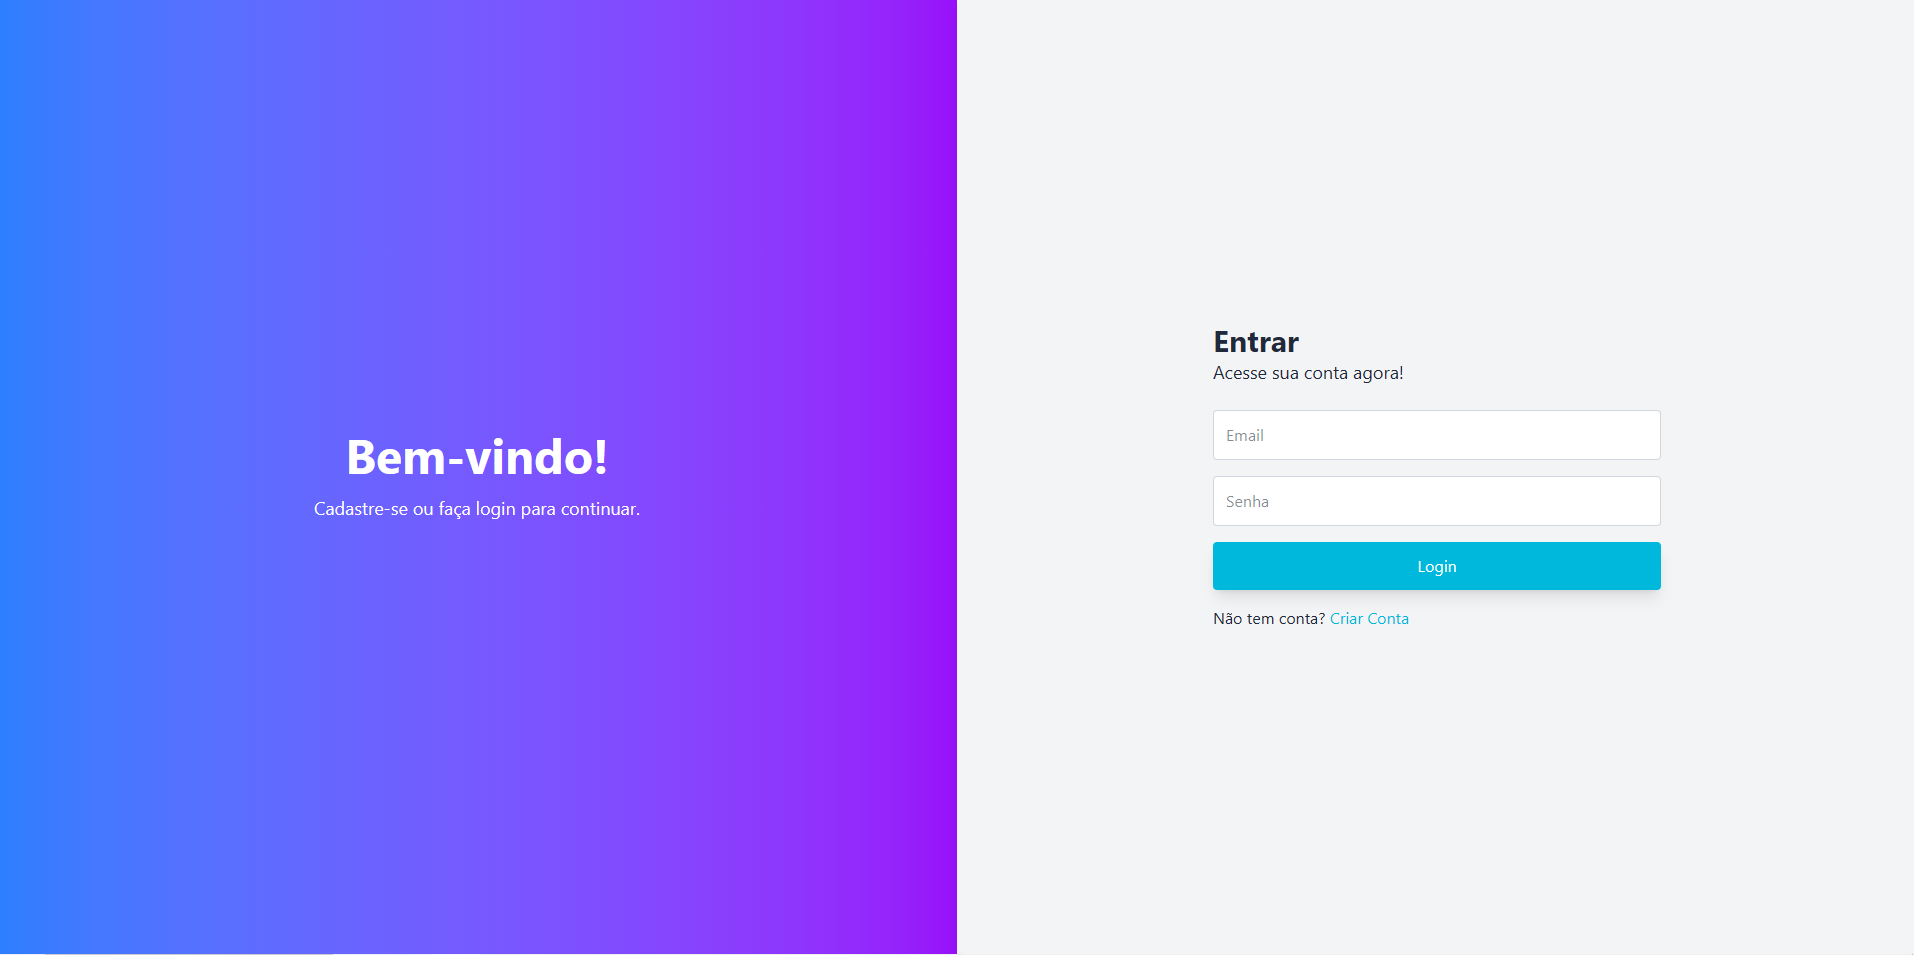 Bem-vindo!
Cadastre-se ou faça login para continuar.
Entrar
Acesse sua conta agora!
Email
Senha
Login
Não tem conta? Criar Conta